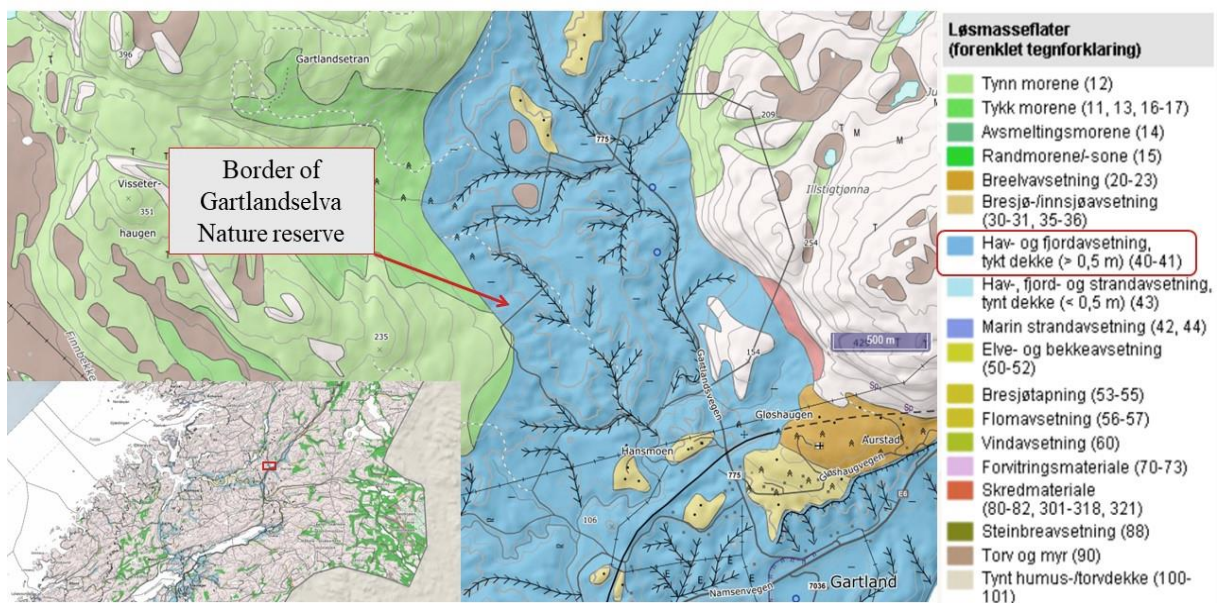 396
T
Gartlandsetran
775
209
T
M
M
Border of
Gartlandselva
Nature reserve
Visseter-
haugen
351
Illstigtjønna
T
254
T
235
Finnbekke
500 m
154
Gartlandsvegen
Gløshaugen
Sp
Aurstad
Hansmoen
Gløshaugvegen
775
106
E6
E
E
E
7036
Gartland
Namsenvegen
Løsmasseflater
(forenklet tegnforklaring)
Tynn morene (12)
Tykk morene (11, 13, 16-17)
Avsmeltingsmorene (14)
Randmorene/-sone (15)
Breelvavsetning (20-23)
Bresjø-/innsjøavsetning
(30-31, 35-36)
Hav- og fjordavsetning,
tykt dekke (> 0,5 m) (40-41)
Hav-, fjord- og strandavsetning,
tynt dekke (< 0,5 m) (43)
Marin strandavsetning (42, 44)
Elve- og bekkeavsetning
(50-52)
Bresjøtapning (53-55)
Flomavsetning (56-57)
Vindavsetning (60)
Forvitringsmateriale (70-73)
Skredmateriale
(80-82, 301-318, 321)
Steinbreavsetning (88)
Torv og myr (90)
Tynt humus-/torvdekke (100-
101)